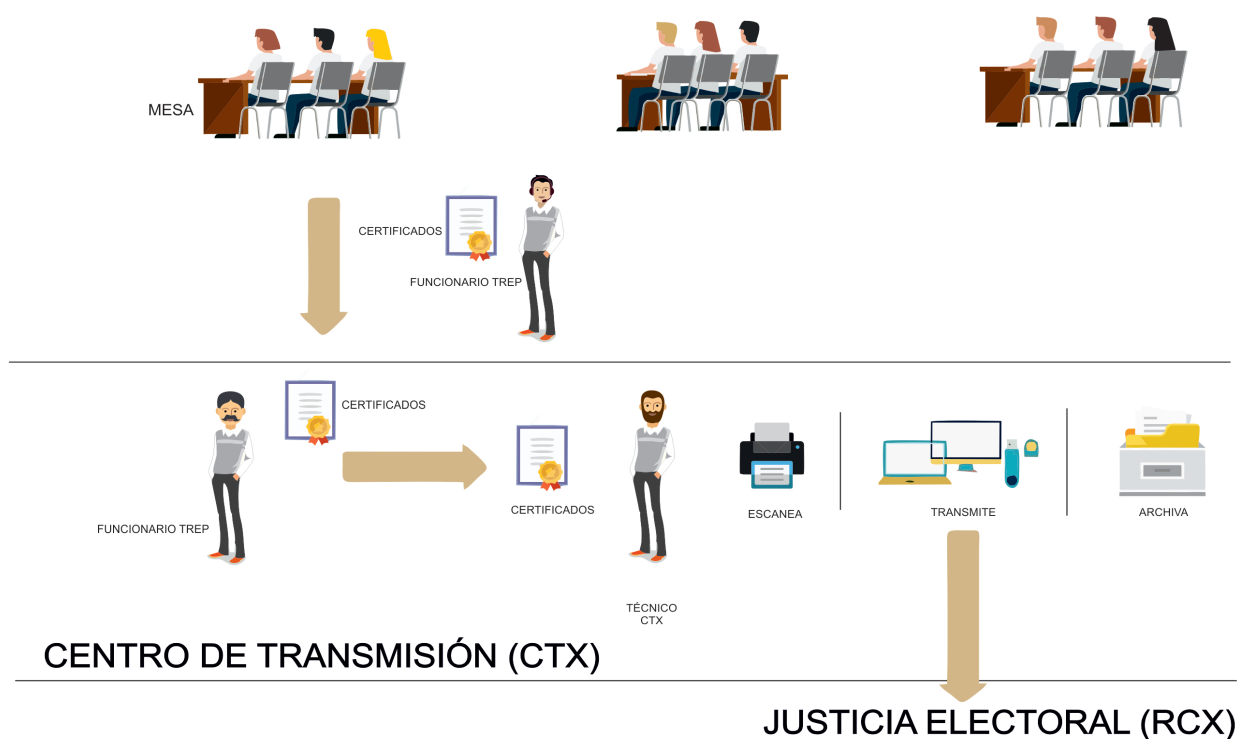 MESA
CERTIFICADOS
FUNCIONARIO TREP
CERTIFICADOS
FUNCIONARIO TREP
CERTIFICADOS
TÉCNICO
CTX
ESCANEA
TRANSMITE
ARCHIVA
CENTRO DE TRANSMISIÓN (CTX)
JUSTICIA ELECTORAL (RCX)